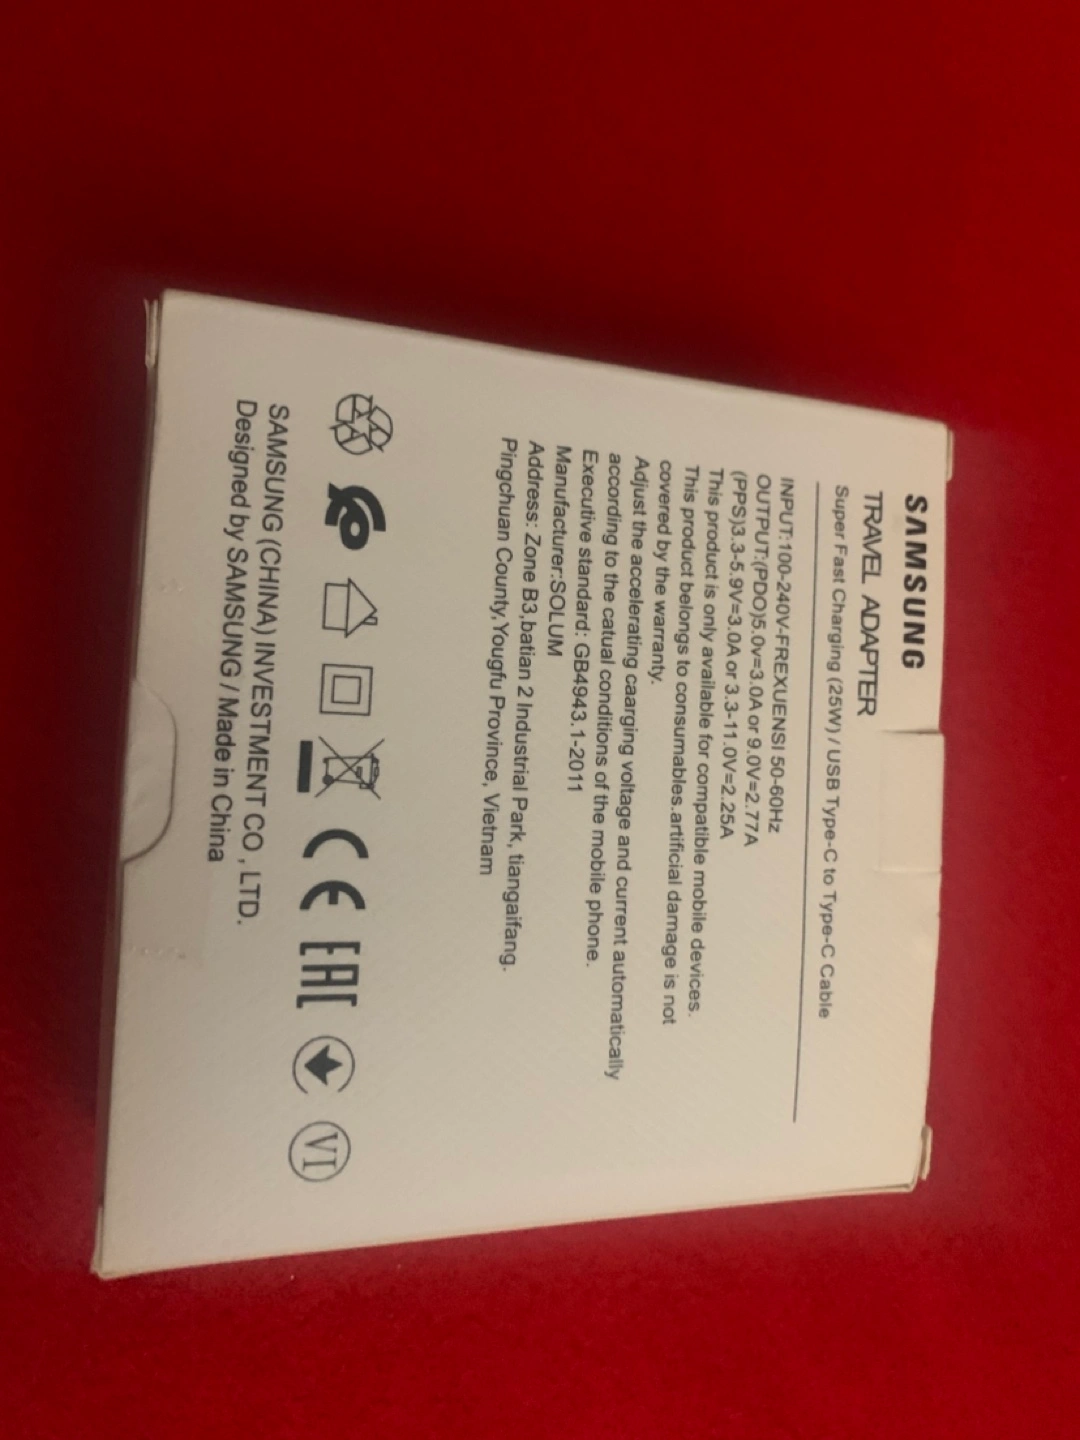 SAMSUNG
TRAVEL ADAPTER
Super Fast Charging (25W) / USB Type-C to Type-C Cable
INPUT:100-240V-FREXUENSI 50-60Hz
OUTPUT:(PDO)5.0v=3.0A or 9.0V=2.77A
(PPS)3.3-5.9V=3.0A or 3.3-11.0V=2.25A
This product is only available for compatible mobile devices.
This product belongs to consumables.artificial damage is not
covered by the warranty.
Adjust the accelerating caarging voltage and current automatically
according to the catual conditions of the mobile phone.
Executive standard: GB4943.1-2011
Manufacturer:SOLUM
Address: Zone B3,batian 2 Industrial Park, tiangaifang.
Pingchuan County,Yougfu Province, Vietnam
CE EAC VI
SAMSUNG (CHINA) INVESTMENT CO , LTD.
Designed by SAMSUNG / Made in China